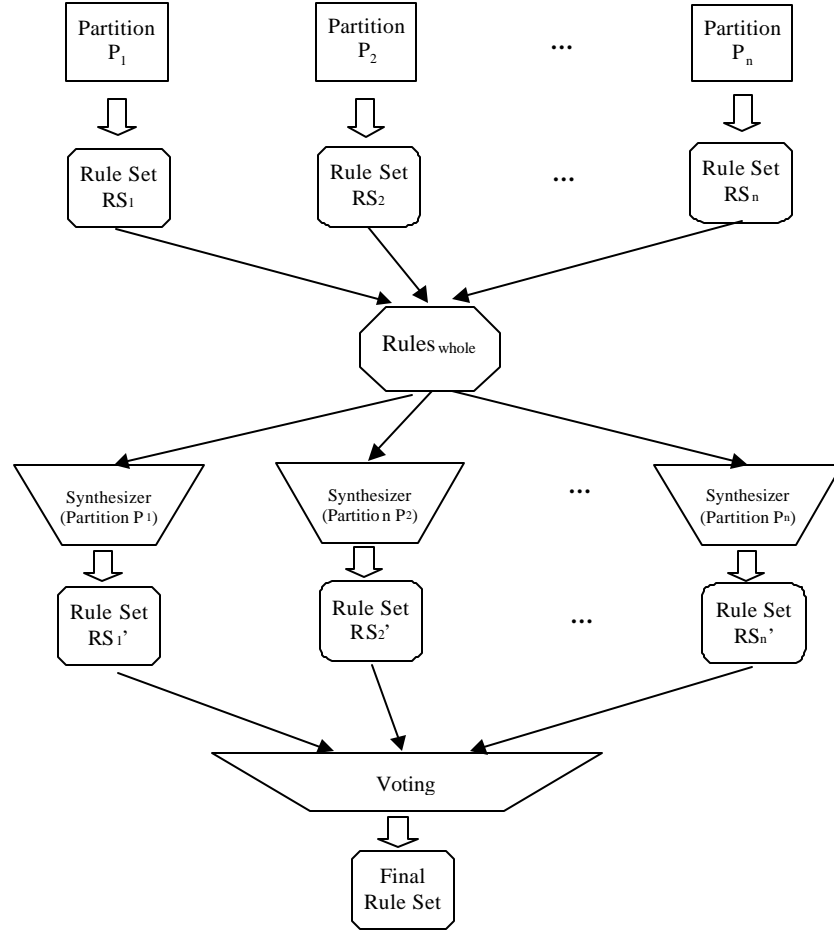 Partition
P1
Partition
P2
...
Partition
Pn
Rule Set
RS1
Rule Set
RS2
...
Rule Set
RSn
Ruleswhole
Synthesizer
(Partition P1)
Synthesizer
(Partition P2)
...
Synthesizer
(Partition Pn)
Rule Set
RS1’
Rule Set
RS2’
...
Rule Set
RSn’
Voting
Final
Rule Set